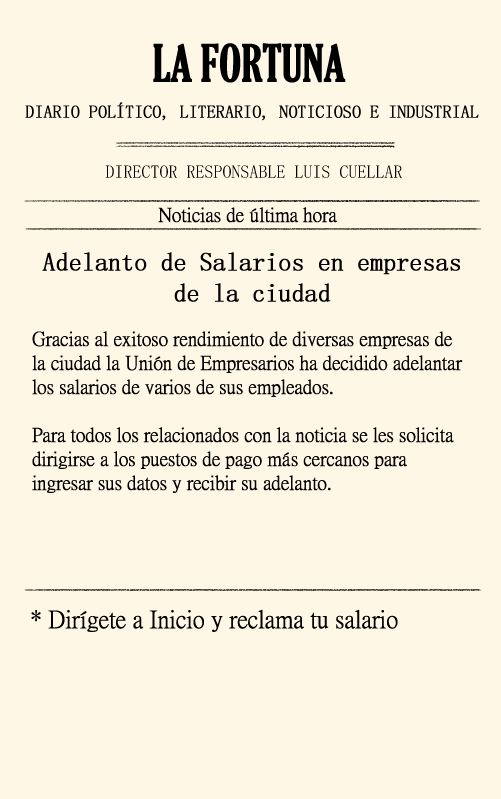 LA FORTUNA
DIARIO POLÍTICO, LITERARIO, NOTICIOSO E INDUSTRIAL
DIRECTOR RESPONSABLE LUIS CUELLAR
Noticias de última hora
Adelanto de Salarios en empresas
de la ciudad
Gracias al exitoso rendimiento de diversas empresas de
la ciudad la Unión de Empresarios ha decidido adelantar
los salarios de varios de sus empleados.
Para todos los relacionados con la noticia se les solicita
dirigirse a los puestos de pago más cercanos para
ingresar sus datos y recibir su adelanto.
* Dirígete a Inicio y reclama tu salario